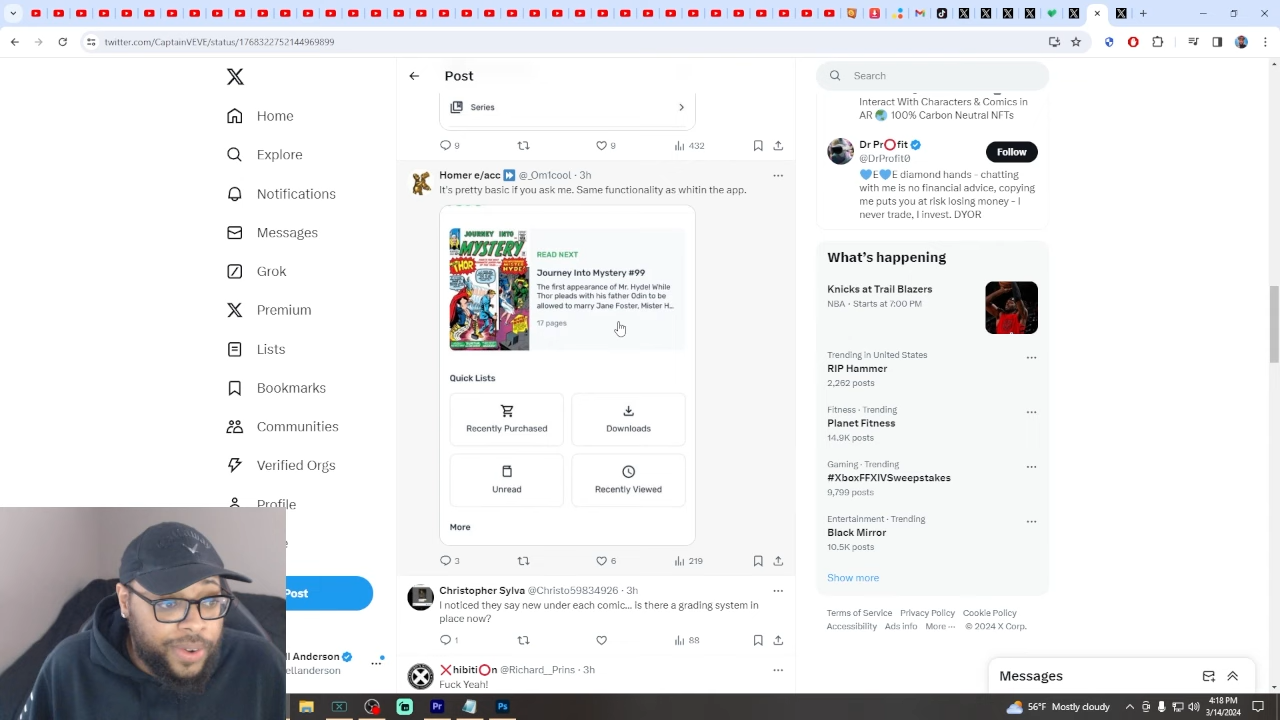 twitter.com/CaptainVEVE/status/1768322752144969899
Home
Explore
Notifications
Messages
Grok
Premium
Lists
Bookmarks
Communities
Verified Orgs
Profile
Post
ll Anderson
ellanderson
Post
Series
9
9
432
Homer e/acc @_Om1cool · 3h
It's pretty basic if you ask me. Same functionality as whitin the app.
JOURNEY INTO
MYSTERY
THOR
HYDE!
READ NEXT
Journey Into Mystery #99
The first appearance of Mr. Hyde! While
Thor pleads with his father Odin to be
allowed to marry Jane Foster, Mister H...
17 pages
Quick Lists
Recently Purchased
Downloads
Unread
Recently Viewed
More
3
6
219
Christopher Sylva @Christo59834926 · 3h
I noticed they say new under each comic... Is there a grading system in
place now?
1
88
❌hibiti⭕n @Richard__Prins · 3h
Fuck Yeah!
Search
Interact With Characters & Comics in
AR 🌏 100% Carbon Neutral NFTs
Dr Pr⭕fit
@DrProfit0
Follow
💙E💙E diamond hands - chatting
with me is no financial advice, copying
me puts you at risk losing money - I
never trade, I invest. DYOR
What's happening
Knicks at Trail Blazers
NBA · Starts at 7:00 PM
Trending in United States
RIP Hammer
2,262 posts
Fitness · Trending
Planet Fitness
14.9K posts
Gaming · Trending
#XboxFFXIVSweepstakes
9,799 posts
Entertainment · Trending
Black Mirror
10.5K posts
Show more
Terms of Service Privacy Policy Cookie Policy
Accessibility Ads info More ··· © 2024 X Corp.
Messages
56°F Mostly cloudy
4:18 PM
3/14/2024